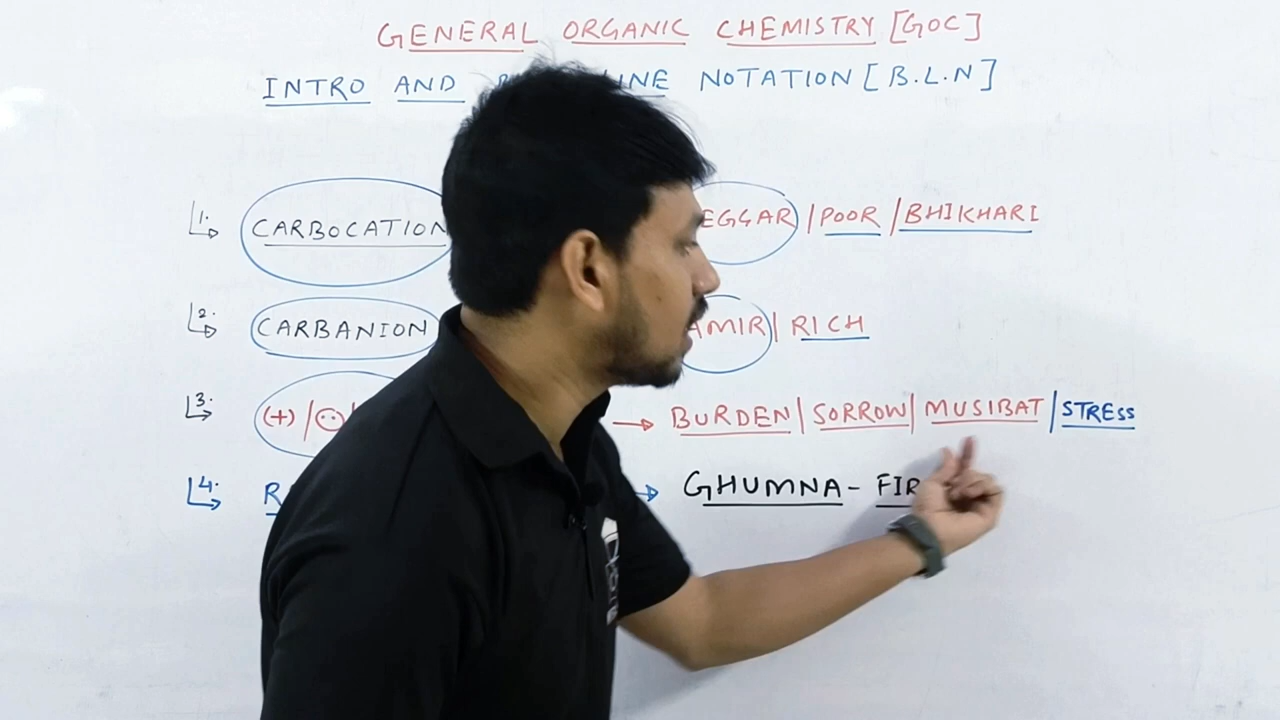 GENERAL ORGANIC CHEMISTRY [GOC]
INTRO AND LINE NOTATION [B.L.N]
1. CARBOCATION EGGAR / POOR / BHIKHARI
2. CARBANION AMIR | RICH
3. (+) / → BURDEN | SORROW | MUSIBAT / STRESS
4. R → GHUMNA - FIR